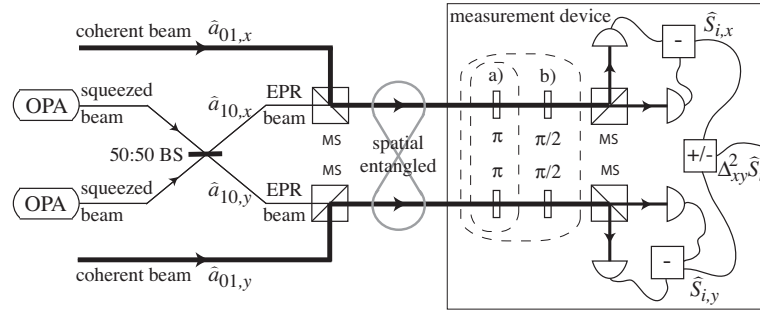 measurement device
coherent beam â01,x
Ŝi,x
a) b)
-
squeezed
beam
OPA
â10,x
EPR
beam
MS
π π/2
MS
50:50 BS
spatial
entangled
+/-
Δ²xy Ŝ
MS
π π/2
MS
OPA
squeezed
beam
â10,y
EPR
beam
-
coherent beam â01,y
Ŝi,y